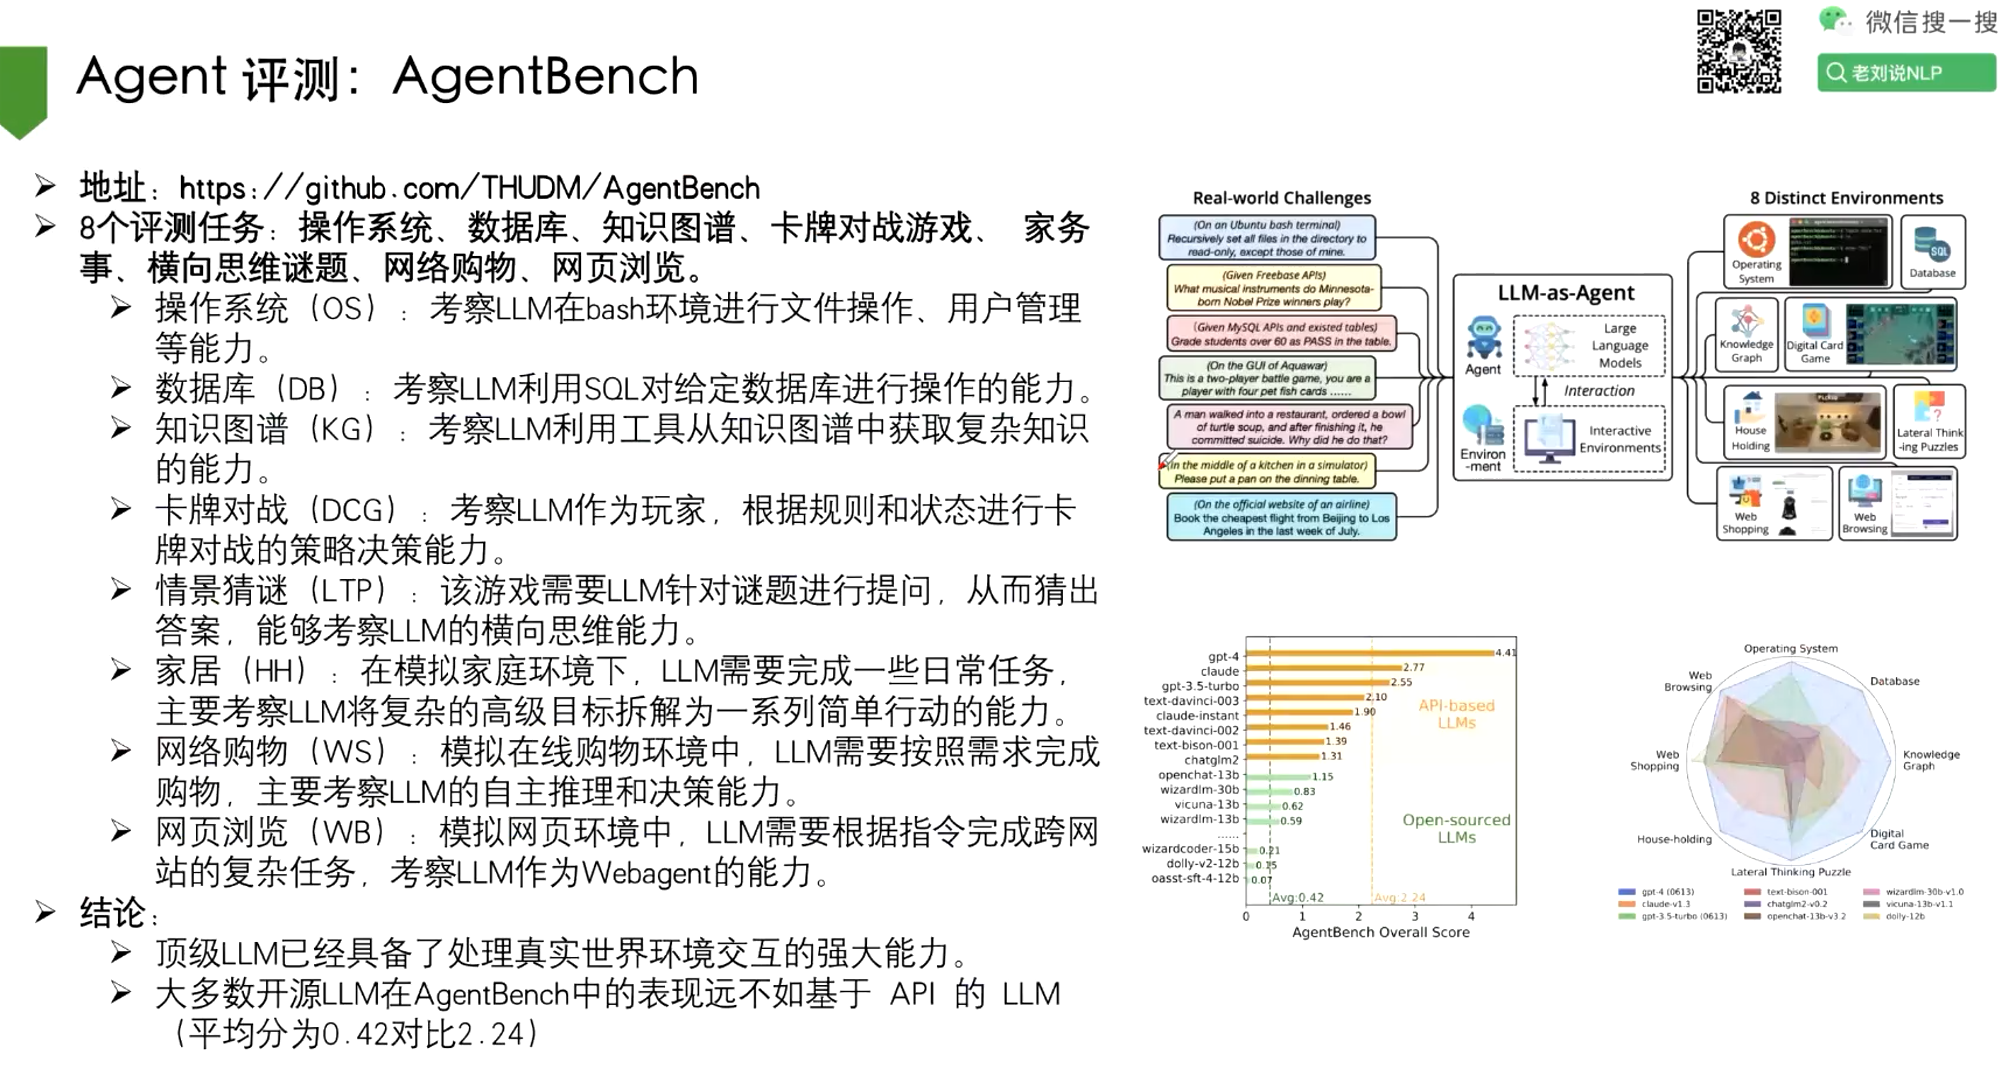 微信搜一搜
老刘说NLP
Agent 评测：AgentBench
地址：https://github.com/THUDM/AgentBench
8个评测任务：操作系统、数据库、知识图谱、卡牌对战游戏、 家务
事、横向思维谜题、网络购物、网页浏览。
操作系统（OS）：考察LLM在bash环境进行文件操作、用户管理
等能力。
数据库（DB）：考察LLM利用SQL对给定数据库进行操作的能力。
知识图谱（KG）：考察LLM利用工具从知识图谱中获取复杂知识
的能力。
卡牌对战（DCG）：考察LLM作为玩家，根据规则和状态进行卡
牌对战的策略决策能力。
情景猜谜（LTP）：该游戏需要LLM针对谜题进行提问，从而猜出
答案，能够考察LLM的横向思维能力。
家居（HH）：在模拟家庭环境下，LLM需要完成一些日常任务，
主要考察LLM将复杂的高级目标拆解为一系列简单行动的能力。
网络购物（WS）：模拟在线购物环境中，LLM需要按照需求完成
购物，主要考察LLM的自主推理和决策能力。
网页浏览（WB）：模拟网页环境中，LLM需要根据指令完成跨网
站的复杂任务，考察LLM作为Webagent的能力。
结论：
顶级LLM已经具备了处理真实世界环境交互的强大能力。
大多数开源LLM在AgentBench中的表现远不如基于 API 的 LLM
（平均分为0.42对比2.24）
Real-world Challenges
(On an Ubuntu bash terminal)
Recursively set all files in the directory to
read-only, except those of mine.
(Given Freebase APIs)
What musical instruments do Minnesota-
born Nobel Prize winners play?
(Given MySQL APIs and existed tables)
Grade students over 60 as PASS in the table.
(On the GUI of Aquawar)
This is a two-player battle game, you are a
player with four pet fish cards ......
A man walked into a restaurant, ordered a bowl
of turtle soup, and after finishing it, he
committed suicide. Why did he do that?
(In the middle of a kitchen in a simulator)
Please put a pan on the dinning table.
(On the official website of an airline)
Book the cheapest flight from Beijing to Los
Angeles in the last week of July.
LLM-as-Agent
Agent
Large
Language
Models
Interaction
Environ
-ment
Interactive
Environments
8 Distinct Environments
Operating
System
SQL
Database
Knowledge
Graph
Digital Card
Game
House
Holding
Lateral Think
-ing Puzzles
Web
Shopping
Web
Browsing
gpt-4 4.41
claude 2.77
gpt-3.5-turbo 2.55
text-davinci-003 2.10
claude-instant 1.90
text-davinci-002 1.46
text-bison-001 1.39
chatglm2 1.31
openchat-13b 1.15
wizardlm-30b 0.83
vicuna-13b 0.62
wizardlm-13b 0.59
......
wizardcoder-15b 0.21
dolly-v2-12b 0.15
oasst-sft-4-12b 0.07
API-based
LLMs
Open-sourced
LLMs
Avg:0.42
Avg:2.24
0 1 2 3 4
AgentBench Overall Score
Operating System
Database
Knowledge
Graph
Digital
Card Game
Lateral Thinking Puzzle
House-holding
Web
Shopping
Web
Browsing
gpt-4 (0613)
claude-v1.3
gpt-3.5-turbo (0613)
text-bison-001
chatglm2-v0.2
openchat-13b-v3.2
wizardlm-30b-v1.0
vicuna-13b-v1.1
dolly-12b